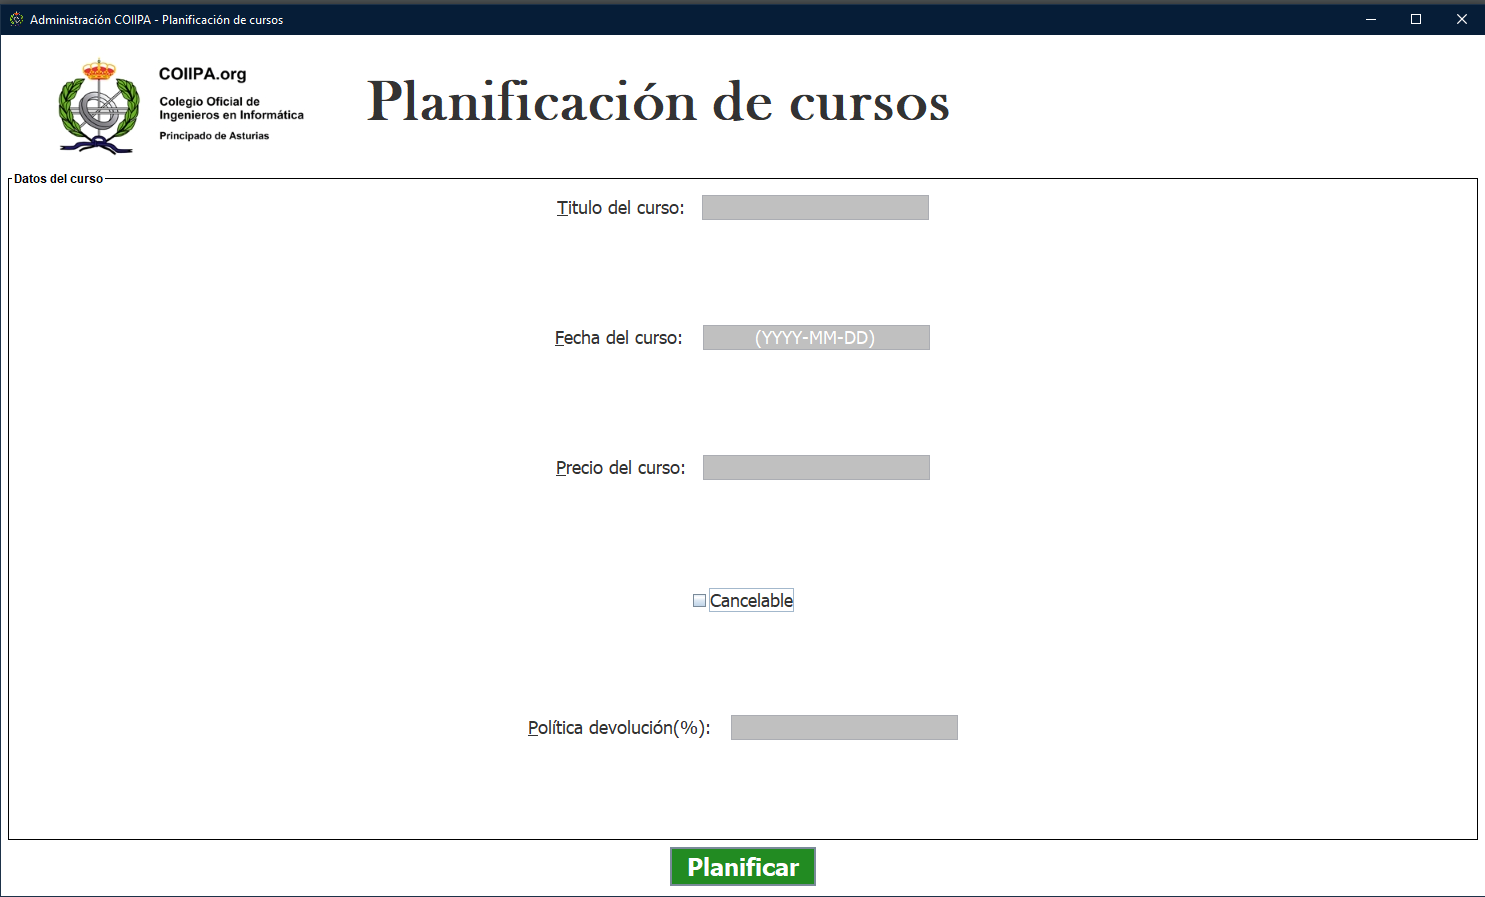 Administración COIIPA - Planificación de cursos
COIIPA.org
Colegio Oficial de
Ingenieros en Informática
Principado de Asturias
Planificación de cursos
Datos del curso
Titulo del curso:
Fecha del curso: (YYYY-MM-DD)
Precio del curso:
Cancelable
Política devolución(%):
Planificar